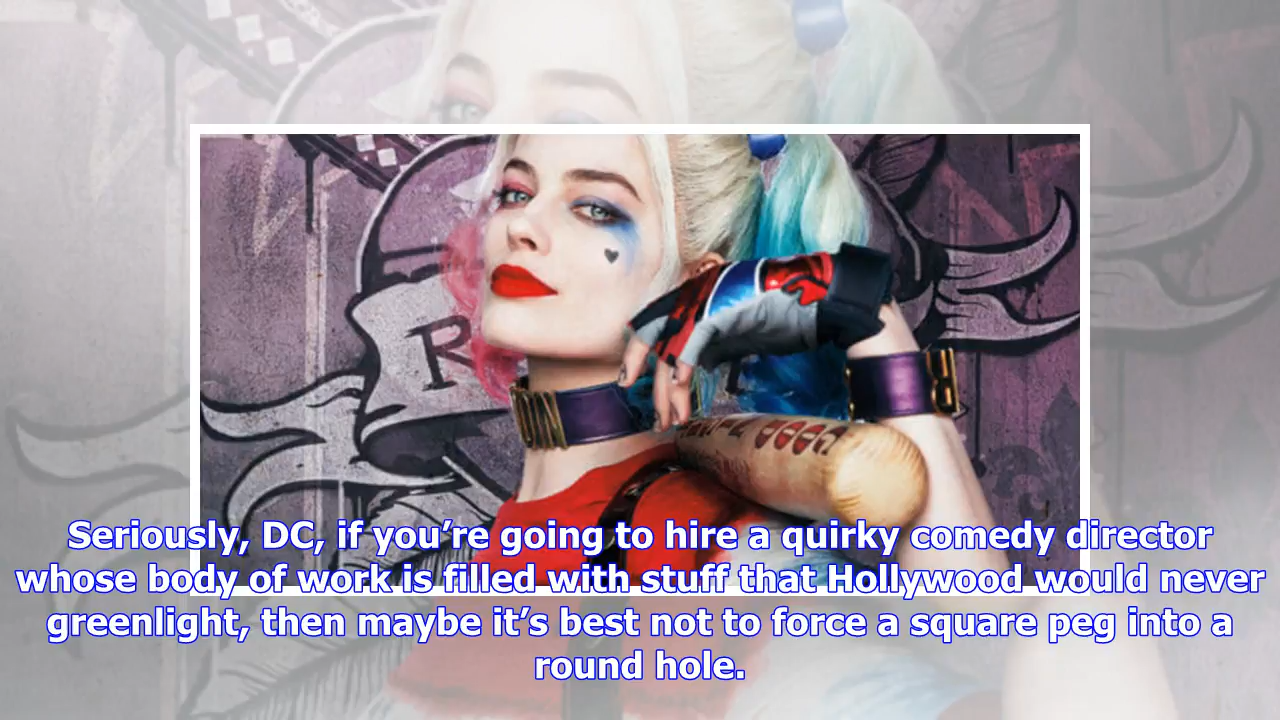 R
GOOD
Seriously, DC, if you’re going to hire a quirky comedy director
whose body of work is filled with stuff that Hollywood would never
greenlight, then maybe it’s best not to force a square peg into a
round hole.